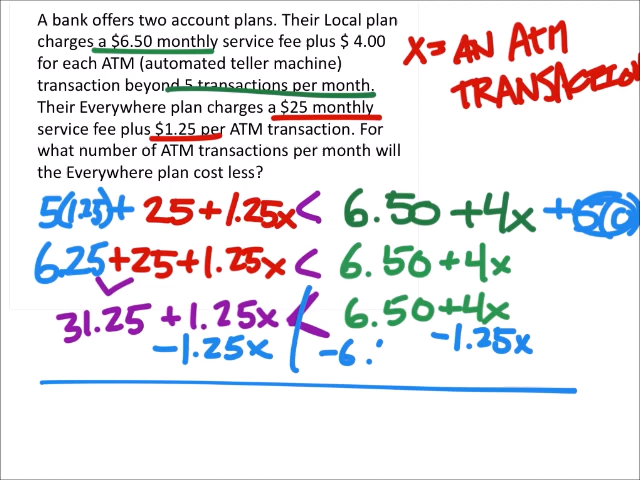 A bank offers two account plans. Their Local plan
charges a $6.50 monthly service fee plus $ 4.00
for each ATM (automated teller machine)
transaction beyond 5 transactions per month.
Their Everywhere plan charges a $25 monthly
service fee plus $1.25 per ATM transaction. For
what number of ATM transactions per month will
the Everywhere plan cost less?
X = AN ATM
TRANSACTION
5(1.25)+ 25 +1.25x < 6.50 +4x +5(0)
6.25+25+1.25x < 6.50+4x
31.25 +1.25x < 6.50+4x
-1.25x -6. -1.25x